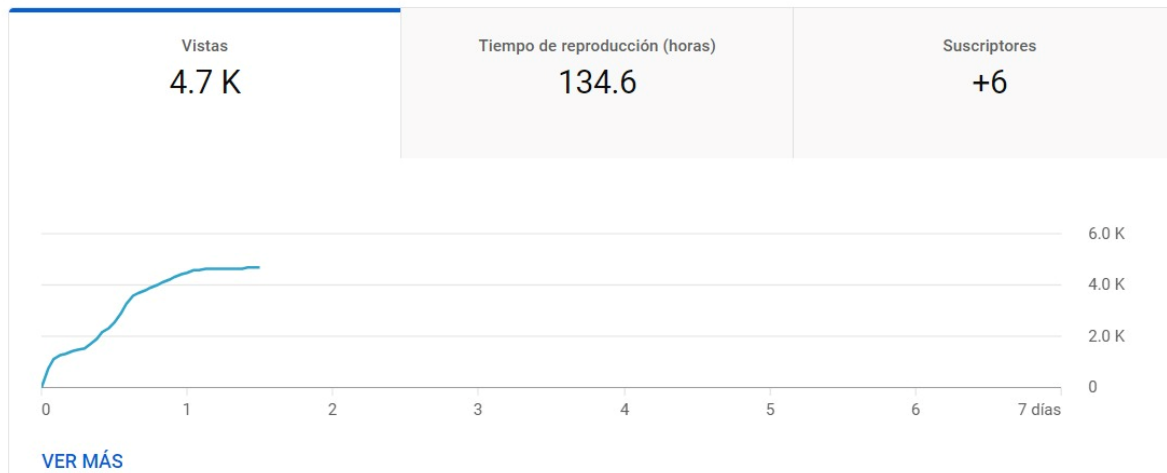 Vistas
4.7 K
Tiempo de reproducción (horas)
134.6
Suscriptores
+6
6.0 K
4.0 K
2.0 K
0
0 1 2 3 4 5 6 7 días
VER MÁS